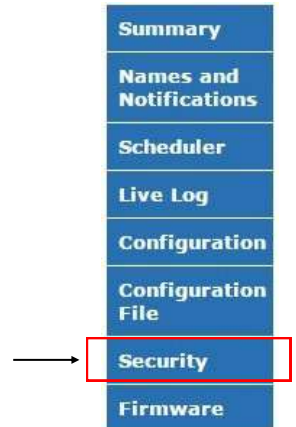 Summary
Names and
Notifications
Scheduler
Live Log
Configuration
Configuration
File
Security
Firmware